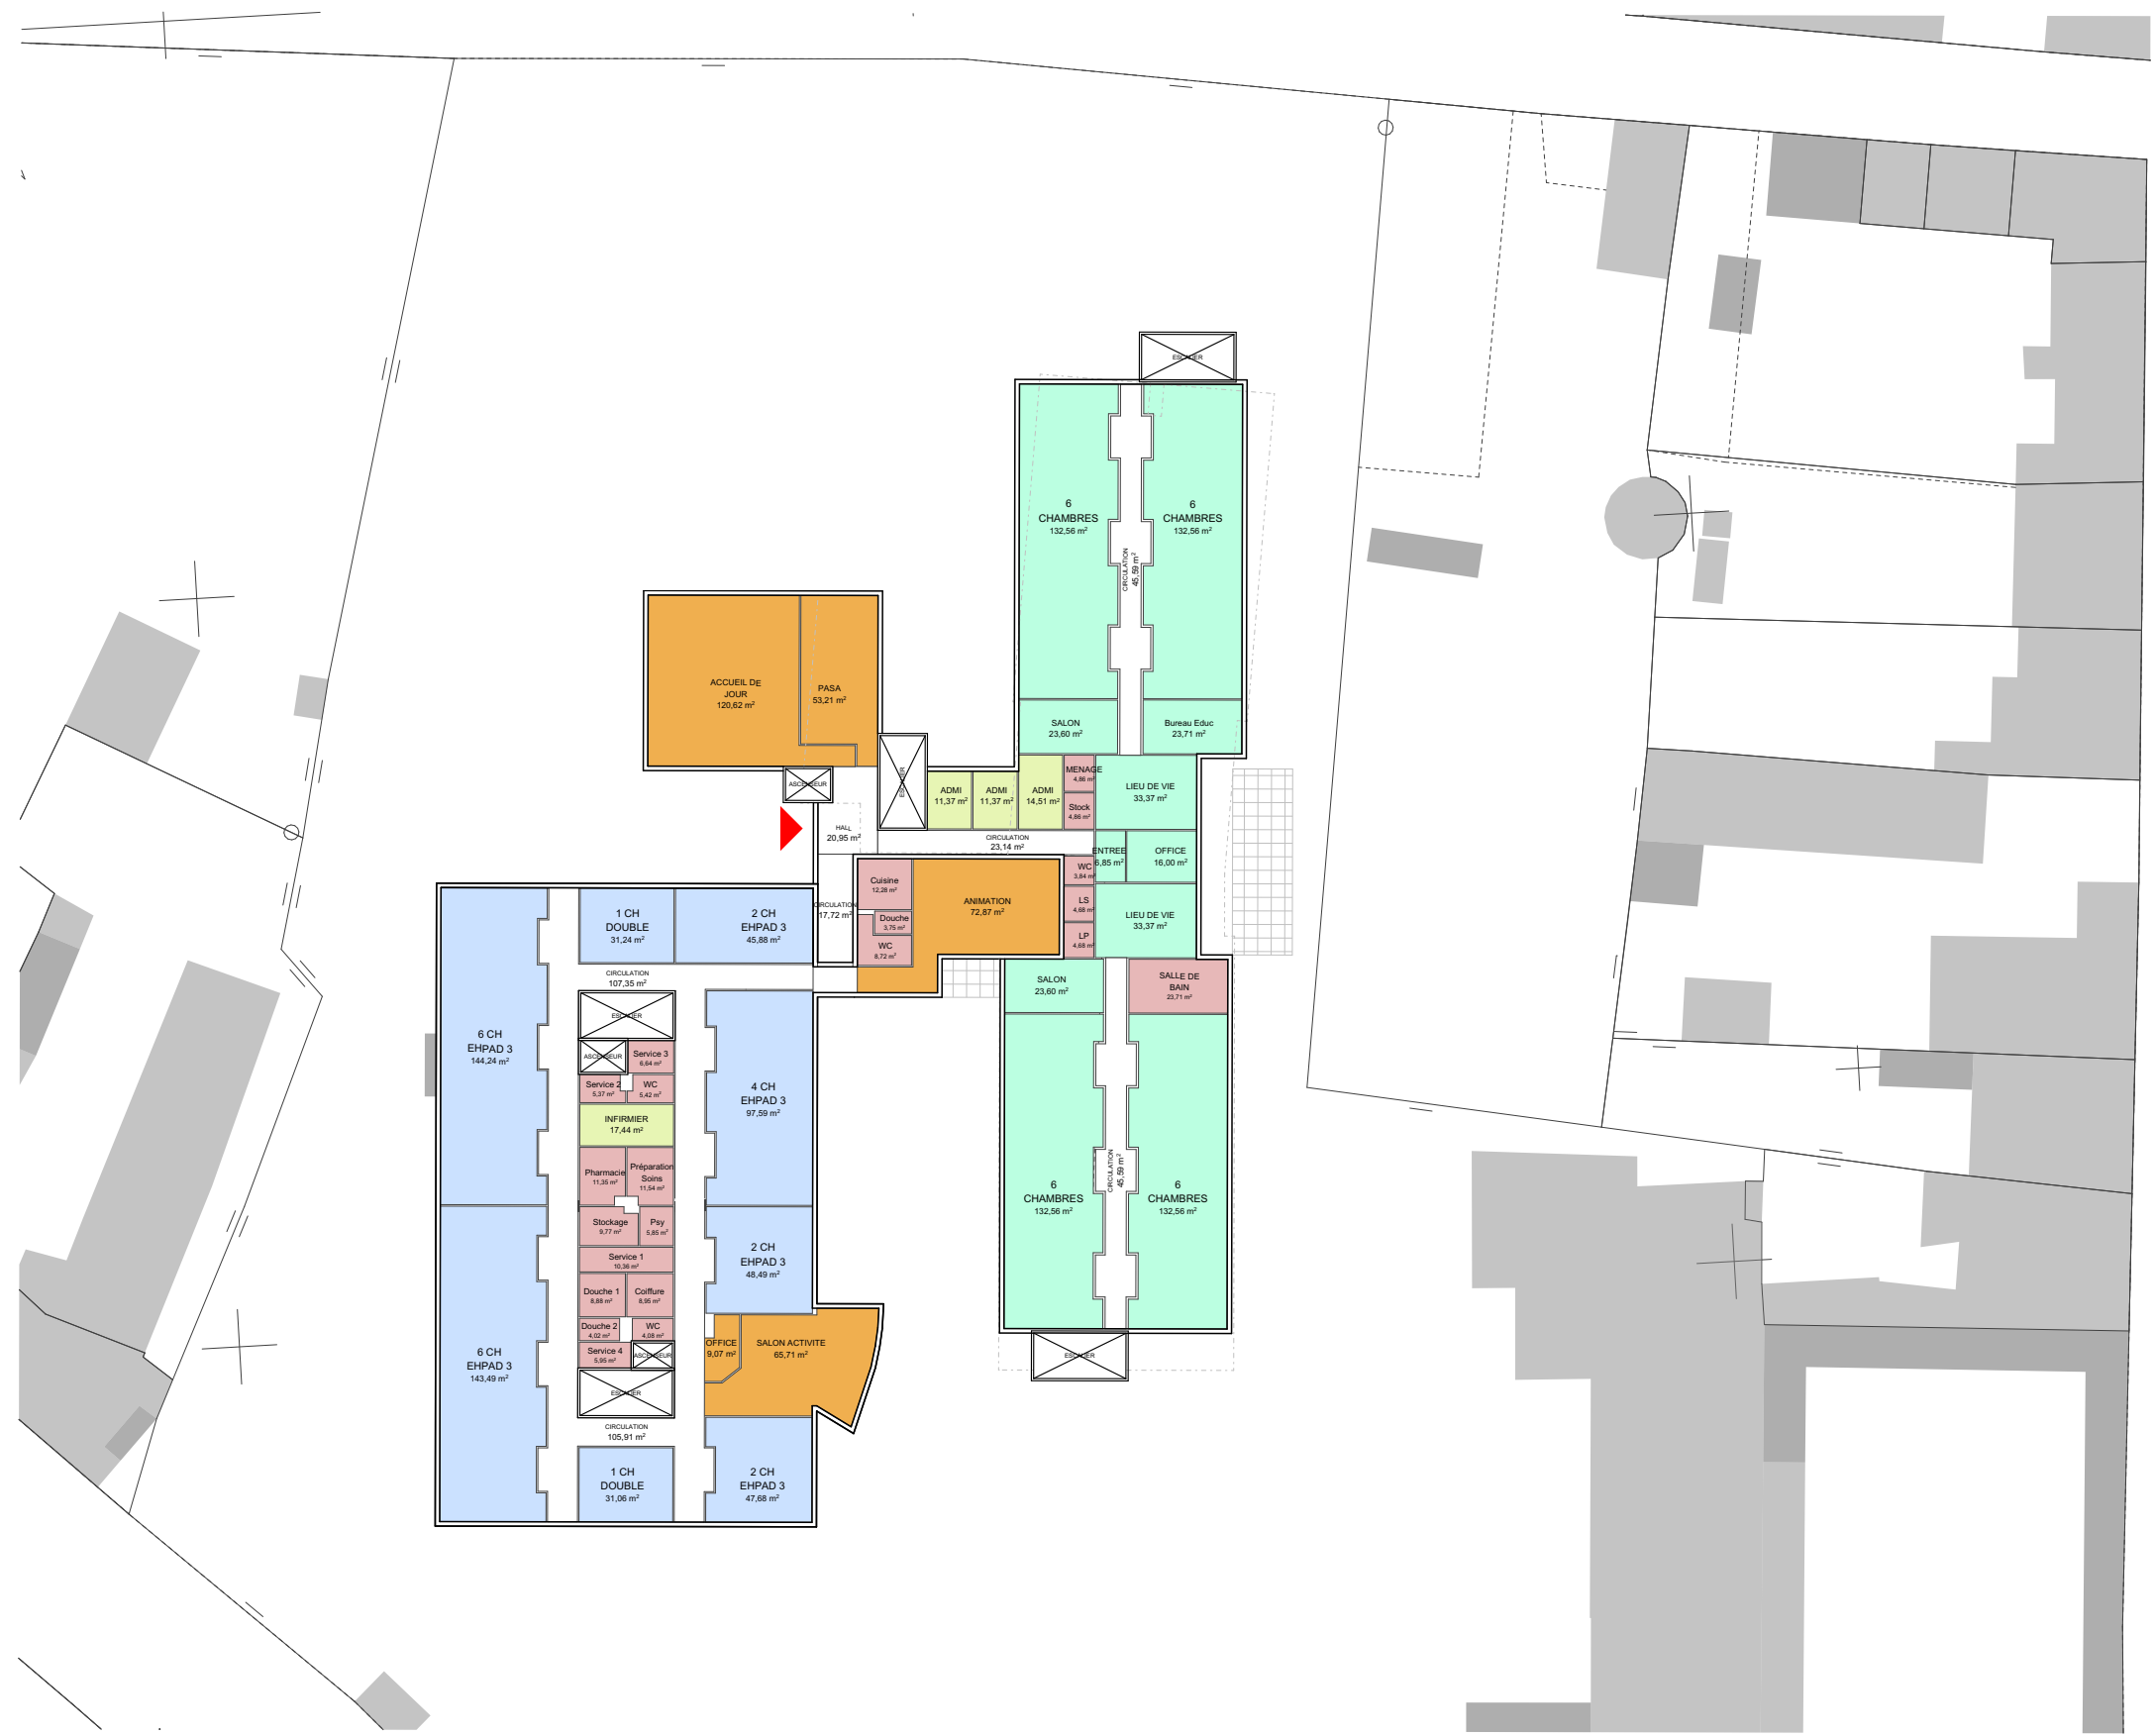 ESCALIER
6
CHAMBRES
132,56 m²
6
CHAMBRES
132,56 m²
CIRCULATION
45,59 m²
ACCUEIL DE
JOUR
120,62 m²
PASA
53,21 m²
SALON
23,60 m²
Bureau Educ
23,71 m²
ASCENSEUR
ESCALIER
ADMI
11,37 m²
ADMI
11,37 m²
ADMI
14,51 m²
MENAGE
4,86 m²
Stock
4,86 m²
LIEU DE VIE
33,37 m²
HALL
20,95 m²
CIRCULATION
23,14 m²
ENTREE
6,85 m²
OFFICE
16,00 m²
WC
3,84 m²
LS
4,68 m²
LP
4,68 m²
LIEU DE VIE
33,37 m²
Cuisine
12,28 m²
Douche
3,75 m²
WC
8,72 m²
ANIMATION
72,87 m²
CIRCULATION
17,72 m²
1 CH
DOUBLE
31,24 m²
2 CH
EHPAD 3
45,88 m²
CIRCULATION
107,35 m²
SALON
23,60 m²
SALLE DE
BAIN
23,71 m²
6 CH
EHPAD 3
144,24 m²
ESCALIER
ASCENSEUR
Service 3
6,64 m²
Service 2
5,37 m²
WC
5,42 m²
INFIRMIER
17,44 m²
4 CH
EHPAD 3
97,59 m²
Pharmacie
11,35 m²
Préparation
Soins
11,54 m²
Stockage
9,77 m²
Psy
5,85 m²
Service 1
10,36 m²
2 CH
EHPAD 3
48,49 m²
6
CHAMBRES
132,56 m²
CIRCULATION
45,59 m²
6
CHAMBRES
132,56 m²
Douche 1
8,88 m²
Coiffure
8,95 m²
Douche 2
4,02 m²
WC
4,08 m²
Service 4
5,95 m²
ASCENSEUR
OFFICE
9,07 m²
SALON ACTIVITE
65,71 m²
ESCALIER
6 CH
EHPAD 3
143,49 m²
ESCALIER
CIRCULATION
105,91 m²
1 CH
DOUBLE
31,06 m²
2 CH
EHPAD 3
47,68 m²